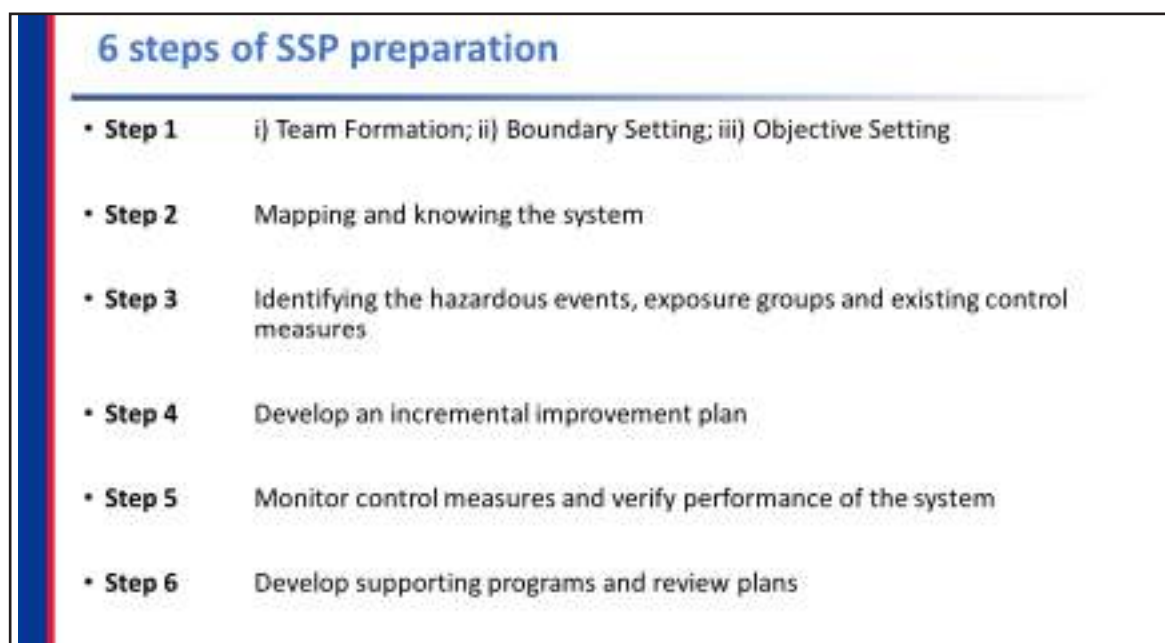 6 steps of SSP preparation
• Step 1 i) Team Formation; ii) Boundary Setting; iii) Objective Setting
• Step 2 Mapping and knowing the system
• Step 3 Identifying the hazardous events, exposure groups and existing control
measures
• Step 4 Develop an incremental improvement plan
• Step 5 Monitor control measures and verify performance of the system
• Step 6 Develop supporting programs and review plans